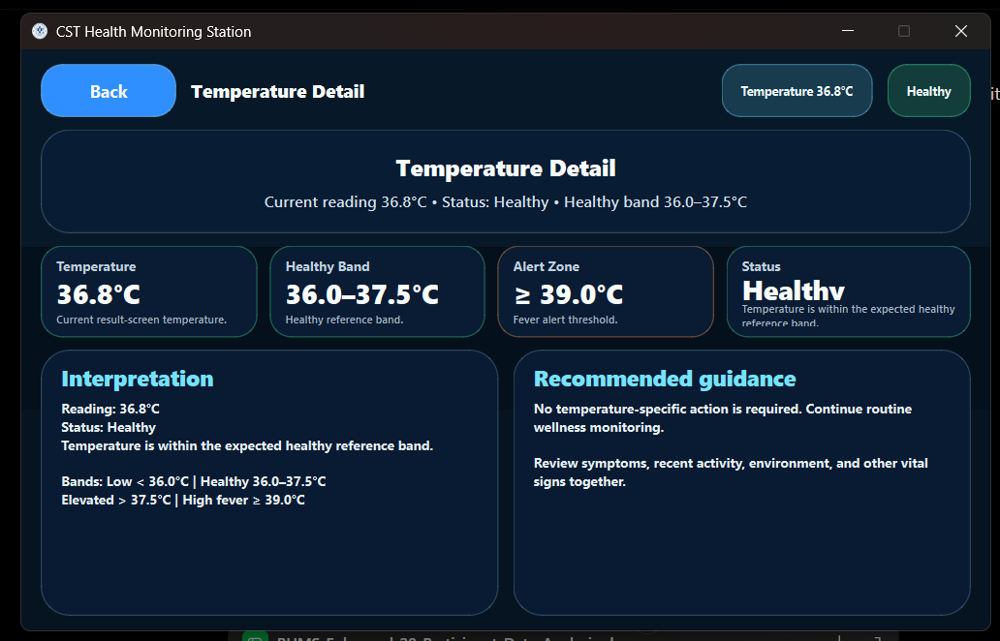 CST Health Monitoring Station
Back
Temperature Detail
Temperature 36.8°C
Healthy
Temperature Detail
Current reading 36.8°C • Status: Healthy • Healthy band 36.0–37.5°C
Temperature
36.8°C
Current result-screen temperature.
Healthy Band
36.0–37.5°C
Healthy reference band.
Alert Zone
≥ 39.0°C
Fever alert threshold.
Status
Healthy
Temperature is within the expected healthy
reference band.
Interpretation
Reading: 36.8°C
Status: Healthy
Temperature is within the expected healthy reference band.
Bands: Low < 36.0°C | Healthy 36.0–37.5°C
Elevated > 37.5°C | High fever ≥ 39.0°C
Recommended guidance
No temperature-specific action is required. Continue routine
wellness monitoring.
Review symptoms, recent activity, environment, and other vital
signs together.